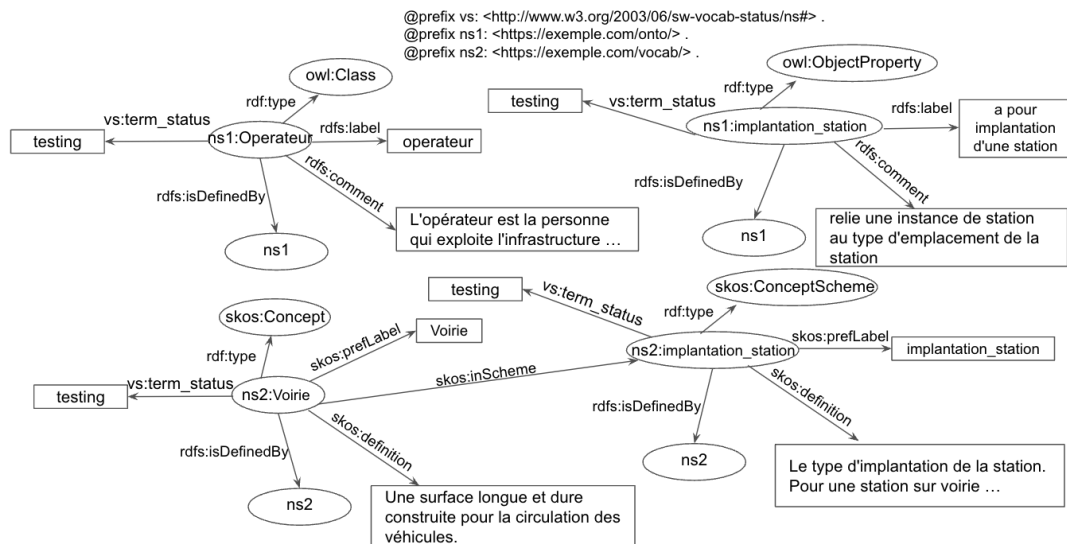 @prefix vs: <http://www.w3.org/2003/06/sw-vocab-status/ns#> .
@prefix ns1: <https://exemple.com/onto/> .
@prefix ns2: <https://exemple.com/vocab/> .
owl:Class
rdf:type
vs:term_status
testing
ns1:Operateur
rdfs:label
operateur
rdfs:isDefinedBy
rdfs:comment
ns1
L'opérateur est la personne
qui exploite l'infrastructure ...
owl:ObjectProperty
rdf:type
vs:term_status
testing
ns1:implantation_station
rdfs:label
a pour
implantation
d'une station
rdfs:isDefinedBy
rdfs:comment
ns1
relie une instance de station
au type d'emplacement de la
station
skos:Concept
rdf:type
skos:prefLabel
Voirie
vs:term_status
testing
ns2:Voirie
skos:inScheme
rdfs:isDefinedBy
skos:definition
ns2
Une surface longue et dure
construite pour la circulation des
véhicules.
skos:ConceptScheme
rdf:type
testing
vs:term_status
ns2:implantation_station
skos:prefLabel
implantation_station
rdfs:isDefinedBy
skos:definition
ns2
Le type d'implantation de la station.
Pour une station sur voirie ...